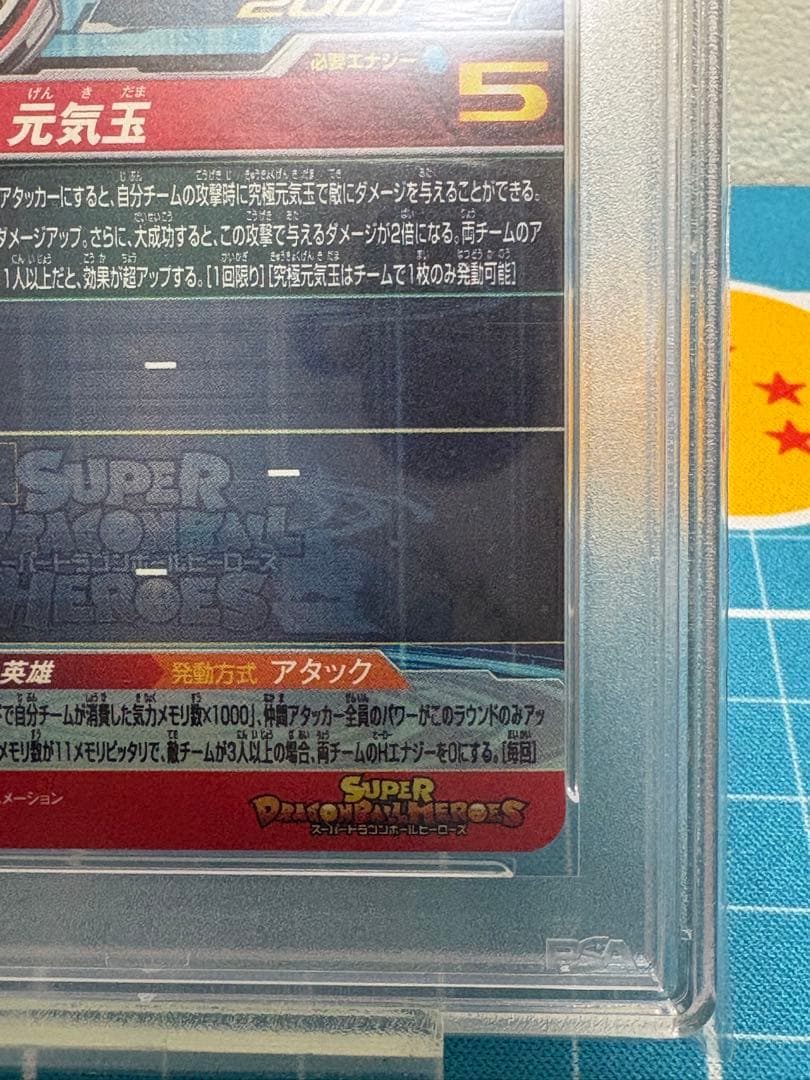 2000
必要エナジー 5
げん き だま
元気玉
アタッカーにすると、自分チームの攻撃時に究極元気玉で敵にダメージを与えることができる。
ダメージアップ。さらに、大成功すると、この攻撃で与えるダメージが2倍になる。両チームのア
1人以上だと、効果が超アップする。[1回限り][究極元気玉はチームで1枚のみ発動可能]
SUPER
DRAGONBALL
スーパードラゴンボールヒーローズ
HEROES
英雄 発動方式 アタック
で自分チームが消費した気力メモリ数×1000」、仲間アタッカー全員のパワーがこのラウンドのみアッ
メモリ数が11メモリピッタリで、敵チームが3人以上の場合、両チームのHエナジーを0にする。[毎回]
メーション
SUPER
DRAGONBALL HEROES
スーパードラゴンボールヒーローズ
PSA